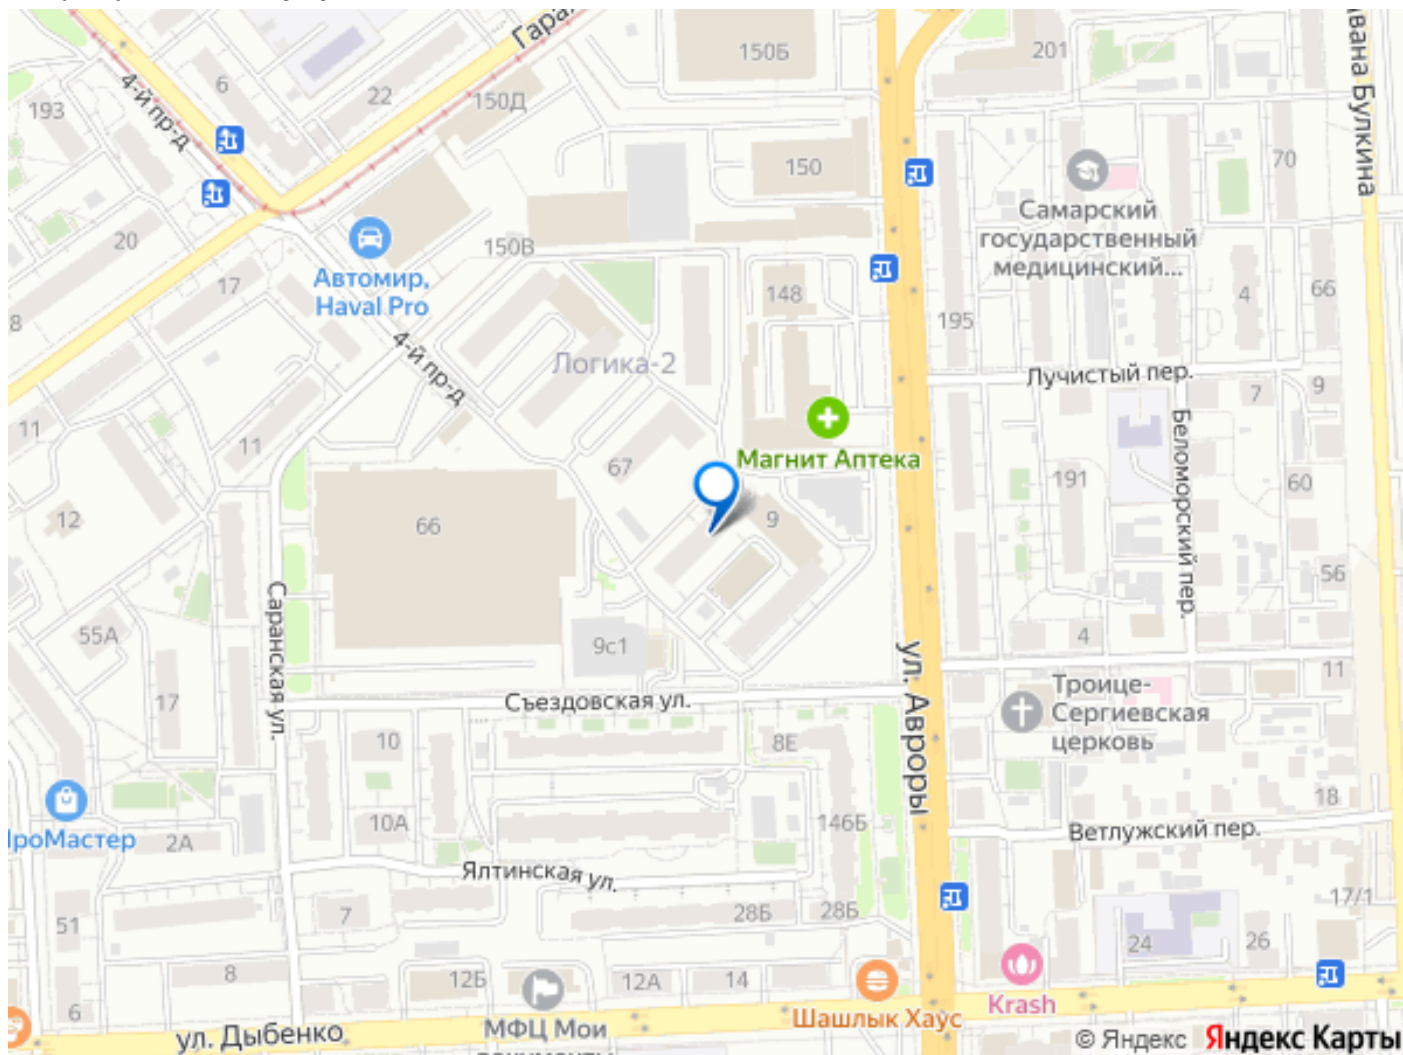 150Б
201
Ивана Булкина
6
22
193
4-й пр-д
150Д
150
70
Самарский
государственный
медицинский...
20
150В
17
Автомир,
Haval Pro
148
4
66
8
195
4-й пр-д
Логика-2
Лучистый пер.
7
9
11
11
Магнит Аптека
Беломорский пер.
67
191
60
12
66
9
56
Саранская ул.
55А
9с1
4
ул. Авроры
11
17
Съездовская ул.
Троице-
Сергиевская
церковь
10
8Е
18
10А
146Б
Ветлужский пер.
2А
Ялтинская ул.
17/1
51
7
28Б
28Б
24
26
8
12Б
12А
14
6
Krash
Шашлык Хаус
ул. Дыбенко
МФЦ Мои
© Яндекс Яндекс Карты